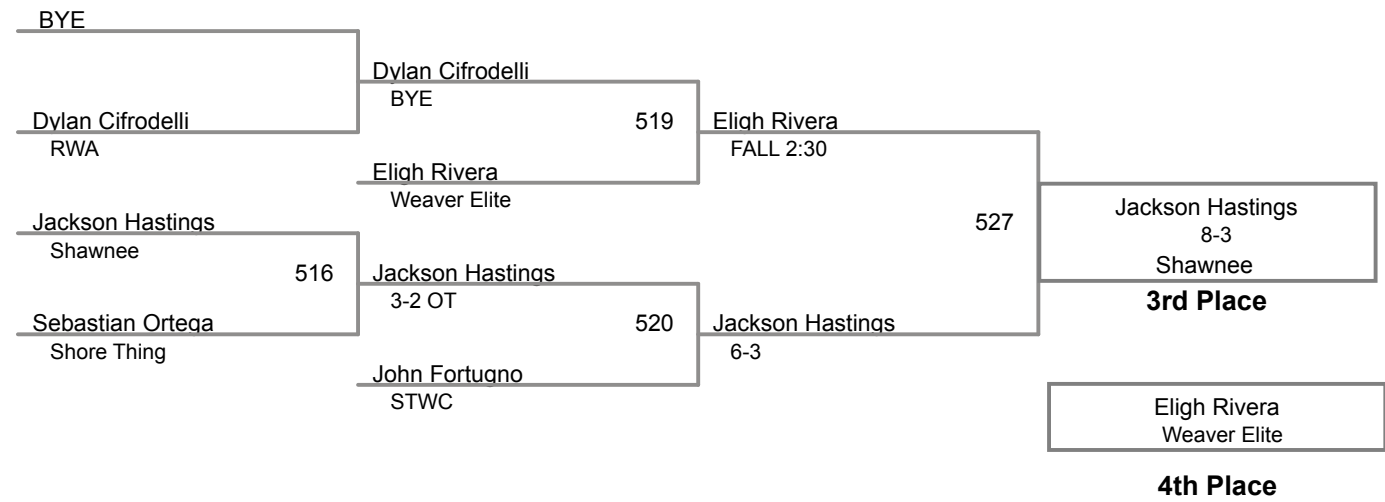 BYE
Dylan Cifrodelli
BYE
Dylan Cifrodelli
RWA
519
Eligh Rivera
FALL 2:30
Eligh Rivera
Weaver Elite
Jackson Hastings
Shawnee
527
Jackson Hastings
8-3
Shawnee
3rd Place
516
Jackson Hastings
3-2 OT
Sebastian Ortega
Shore Thing
520
Jackson Hastings
6-3
John Fortugno
STWC
Eligh Rivera
Weaver Elite
4th Place